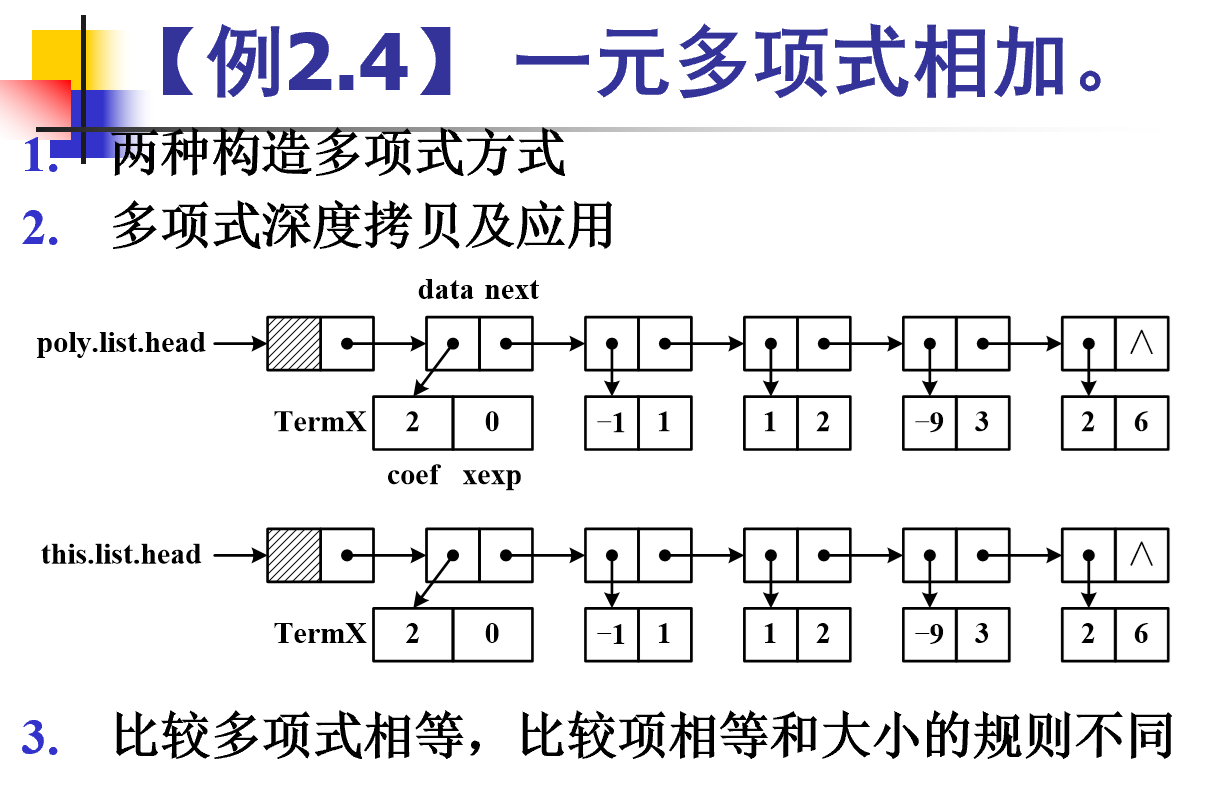 【例2.4】 一元多项式相加。
1. 两种构造多项式方式
2. 多项式深度拷贝及应用
data next
poly.list.head ∧
TermX 2 0 −1 1 1 2 −9 3 2 6
coef xexp
this.list.head ∧
TermX 2 0 −1 1 1 2 −9 3 2 6
3. 比较多项式相等，比较项相等和大小的规则不同